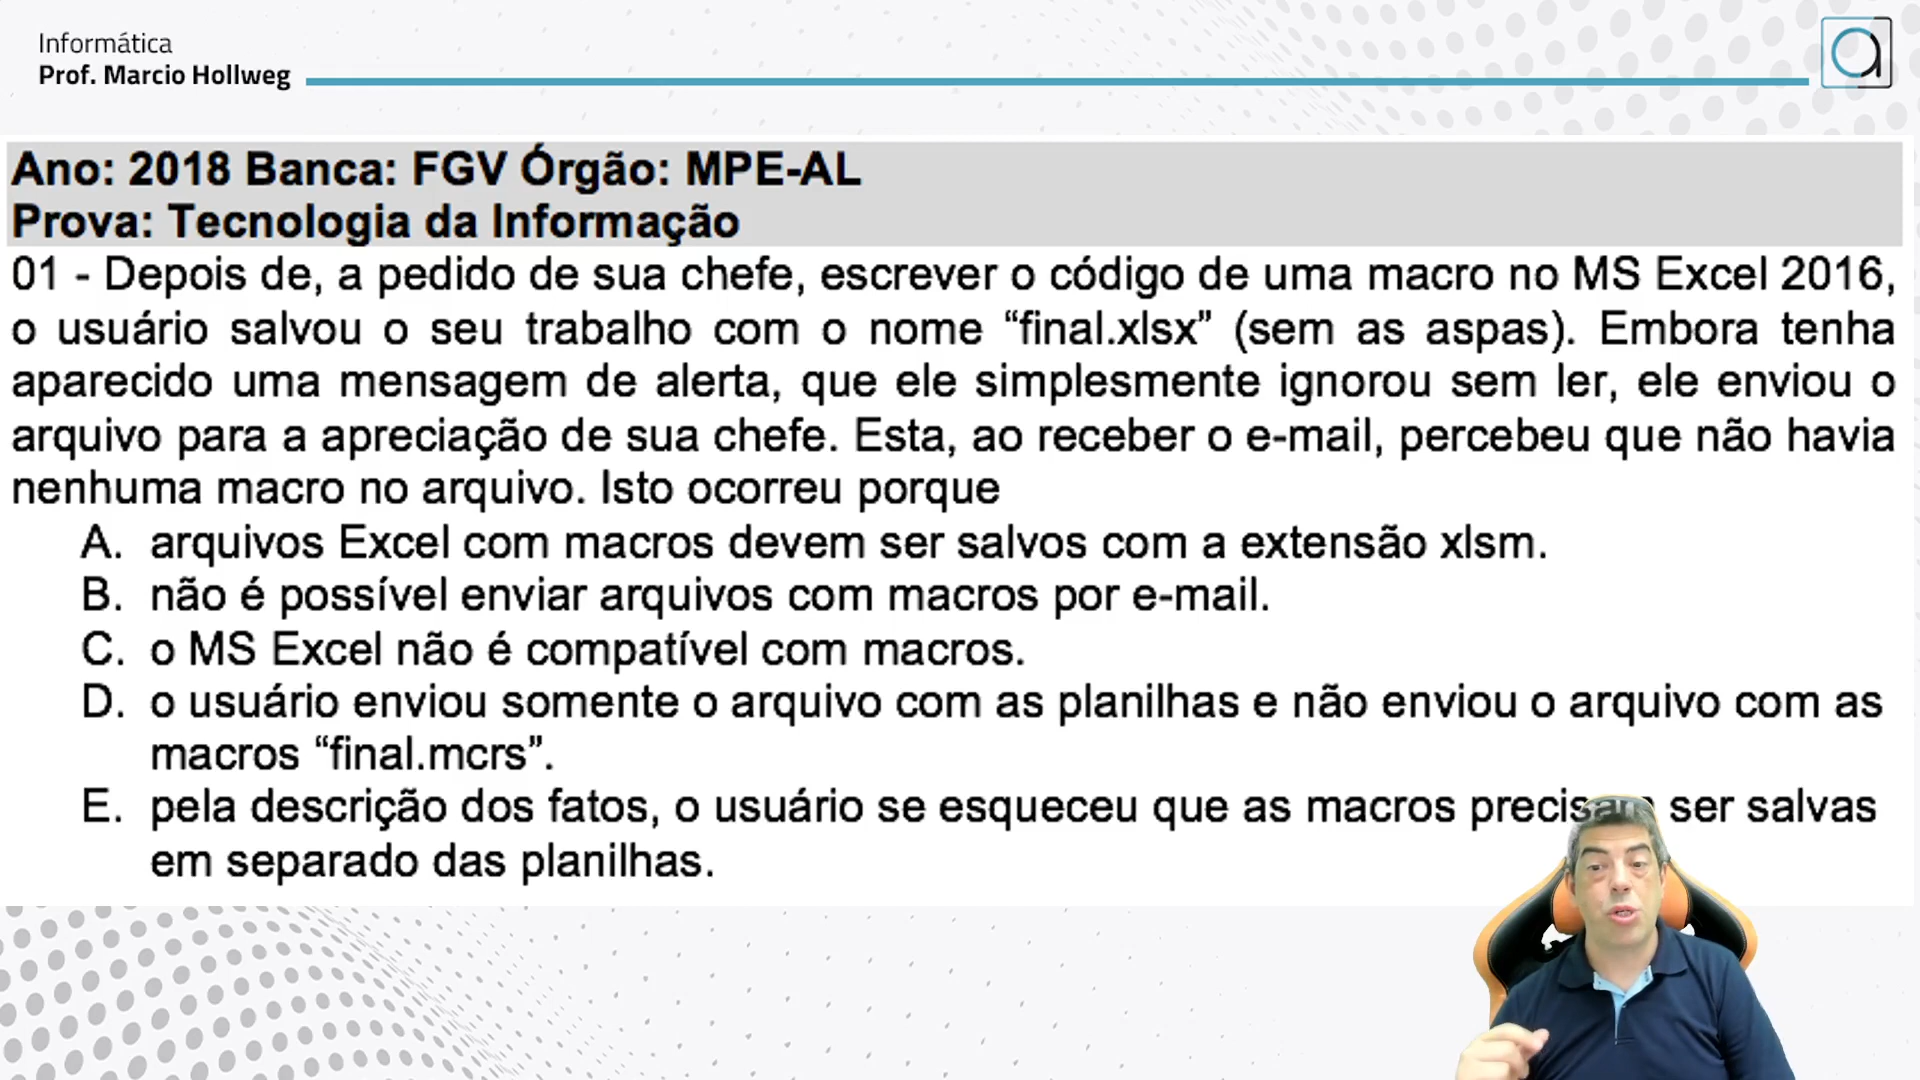 Informática
Prof. Marcio Hollweg
Ano: 2018 Banca: FGV Órgão: MPE-AL
Prova: Tecnologia da Informação
01 - Depois de, a pedido de sua chefe, escrever o código de uma macro no MS Excel 2016,
o usuário salvou o seu trabalho com o nome “final.xlsx” (sem as aspas). Embora tenha
aparecido uma mensagem de alerta, que ele simplesmente ignorou sem ler, ele enviou o
arquivo para a apreciação de sua chefe. Esta, ao receber o e-mail, percebeu que não havia
nenhuma macro no arquivo. Isto ocorreu porque
A. arquivos Excel com macros devem ser salvos com a extensão xlsm.
B. não é possível enviar arquivos com macros por e-mail.
C. o MS Excel não é compatível com macros.
D. o usuário enviou somente o arquivo com as planilhas e não enviou o arquivo com as
macros “final.mcrs”.
E. pela descrição dos fatos, o usuário se esqueceu que as macros precisam ser salvas
em separado das planilhas.